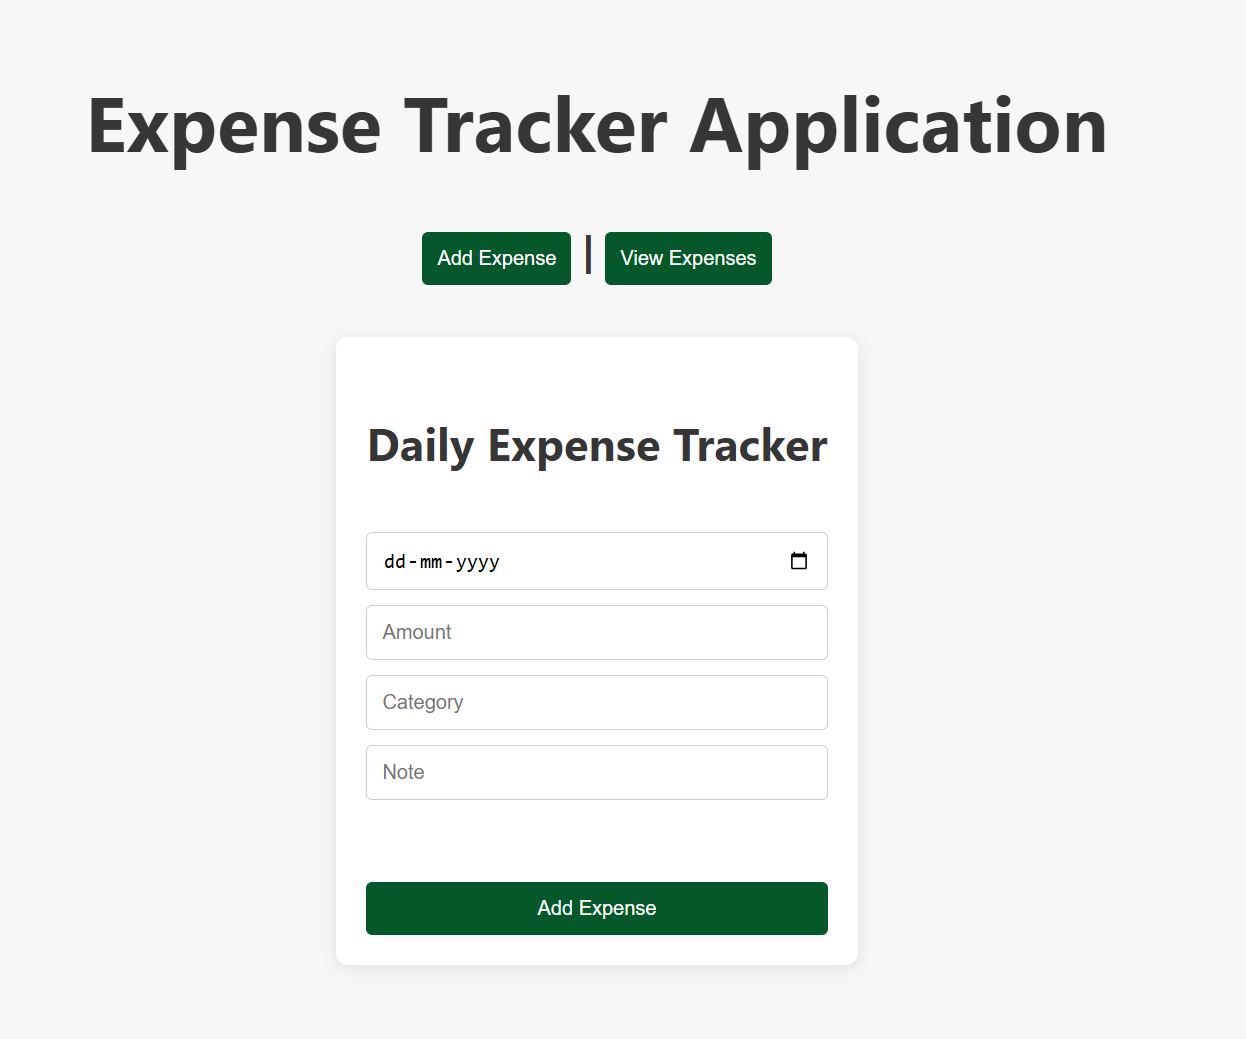 Expense Tracker Application
Add Expense | View Expenses
Daily Expense Tracker
dd-mm-yyyy
Amount
Category
Note
Add Expense